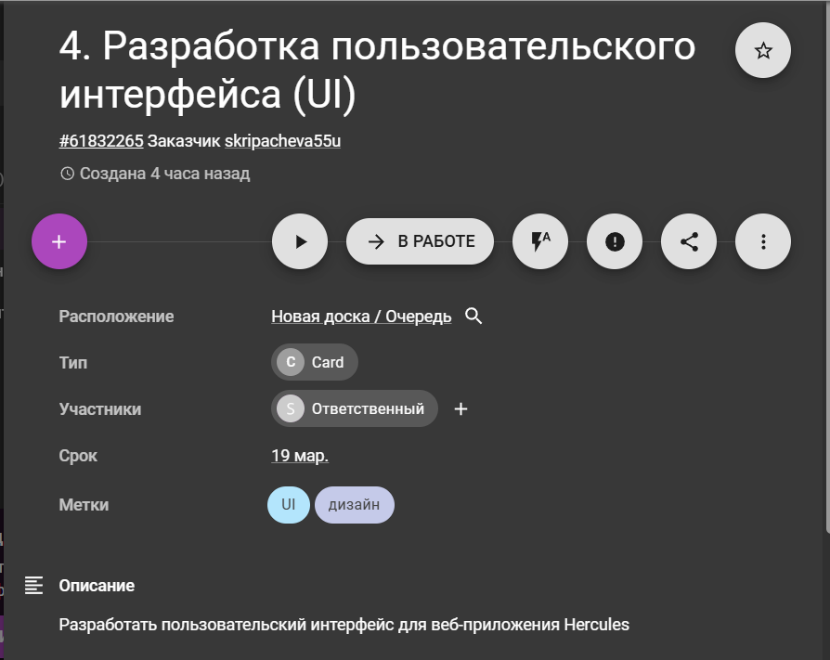 4. Разработка пользовательского
интерфейса (UI)
#61832265 Заказчик skripacheva55u
Создана 4 часа назад
В РАБОТЕ
Расположение Новая доска / Очередь
Тип C Card
Участники S Ответственный
Срок 19 мар.
Метки UI дизайн
Описание
Разработать пользовательский интерфейс для веб-приложения Hercules